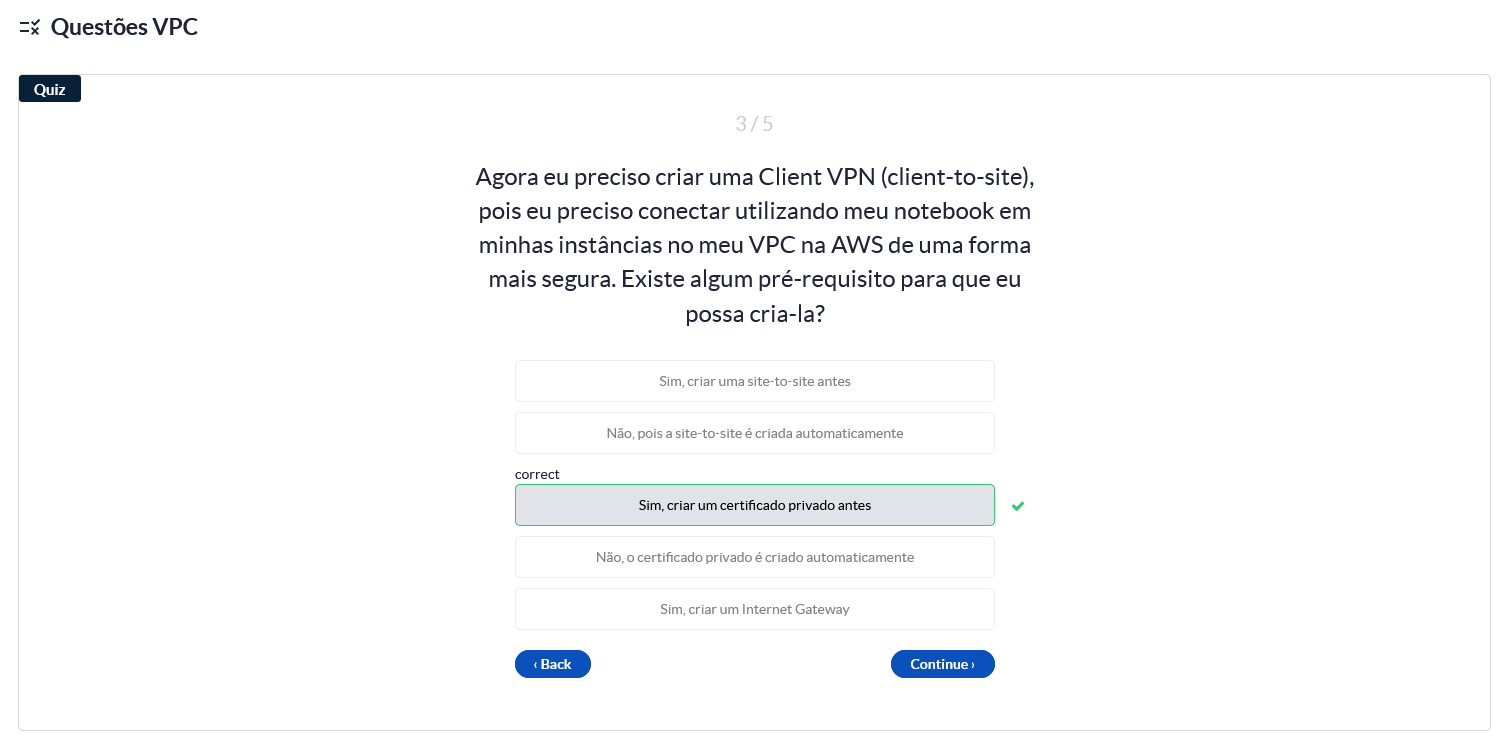 Questões VPC
Quiz
3 / 5
Agora eu preciso criar uma Client VPN (client-to-site),
pois eu preciso conectar utilizando meu notebook em
minhas instâncias no meu VPC na AWS de uma forma
mais segura. Existe algum pré-requisito para que eu
possa cria-la?
Sim, criar uma site-to-site antes
Não, pois a site-to-site é criada automaticamente
correct
Sim, criar um certificado privado antes
Não, o certificado privado é criado automaticamente
Sim, criar um Internet Gateway
‹ Back
Continue ›